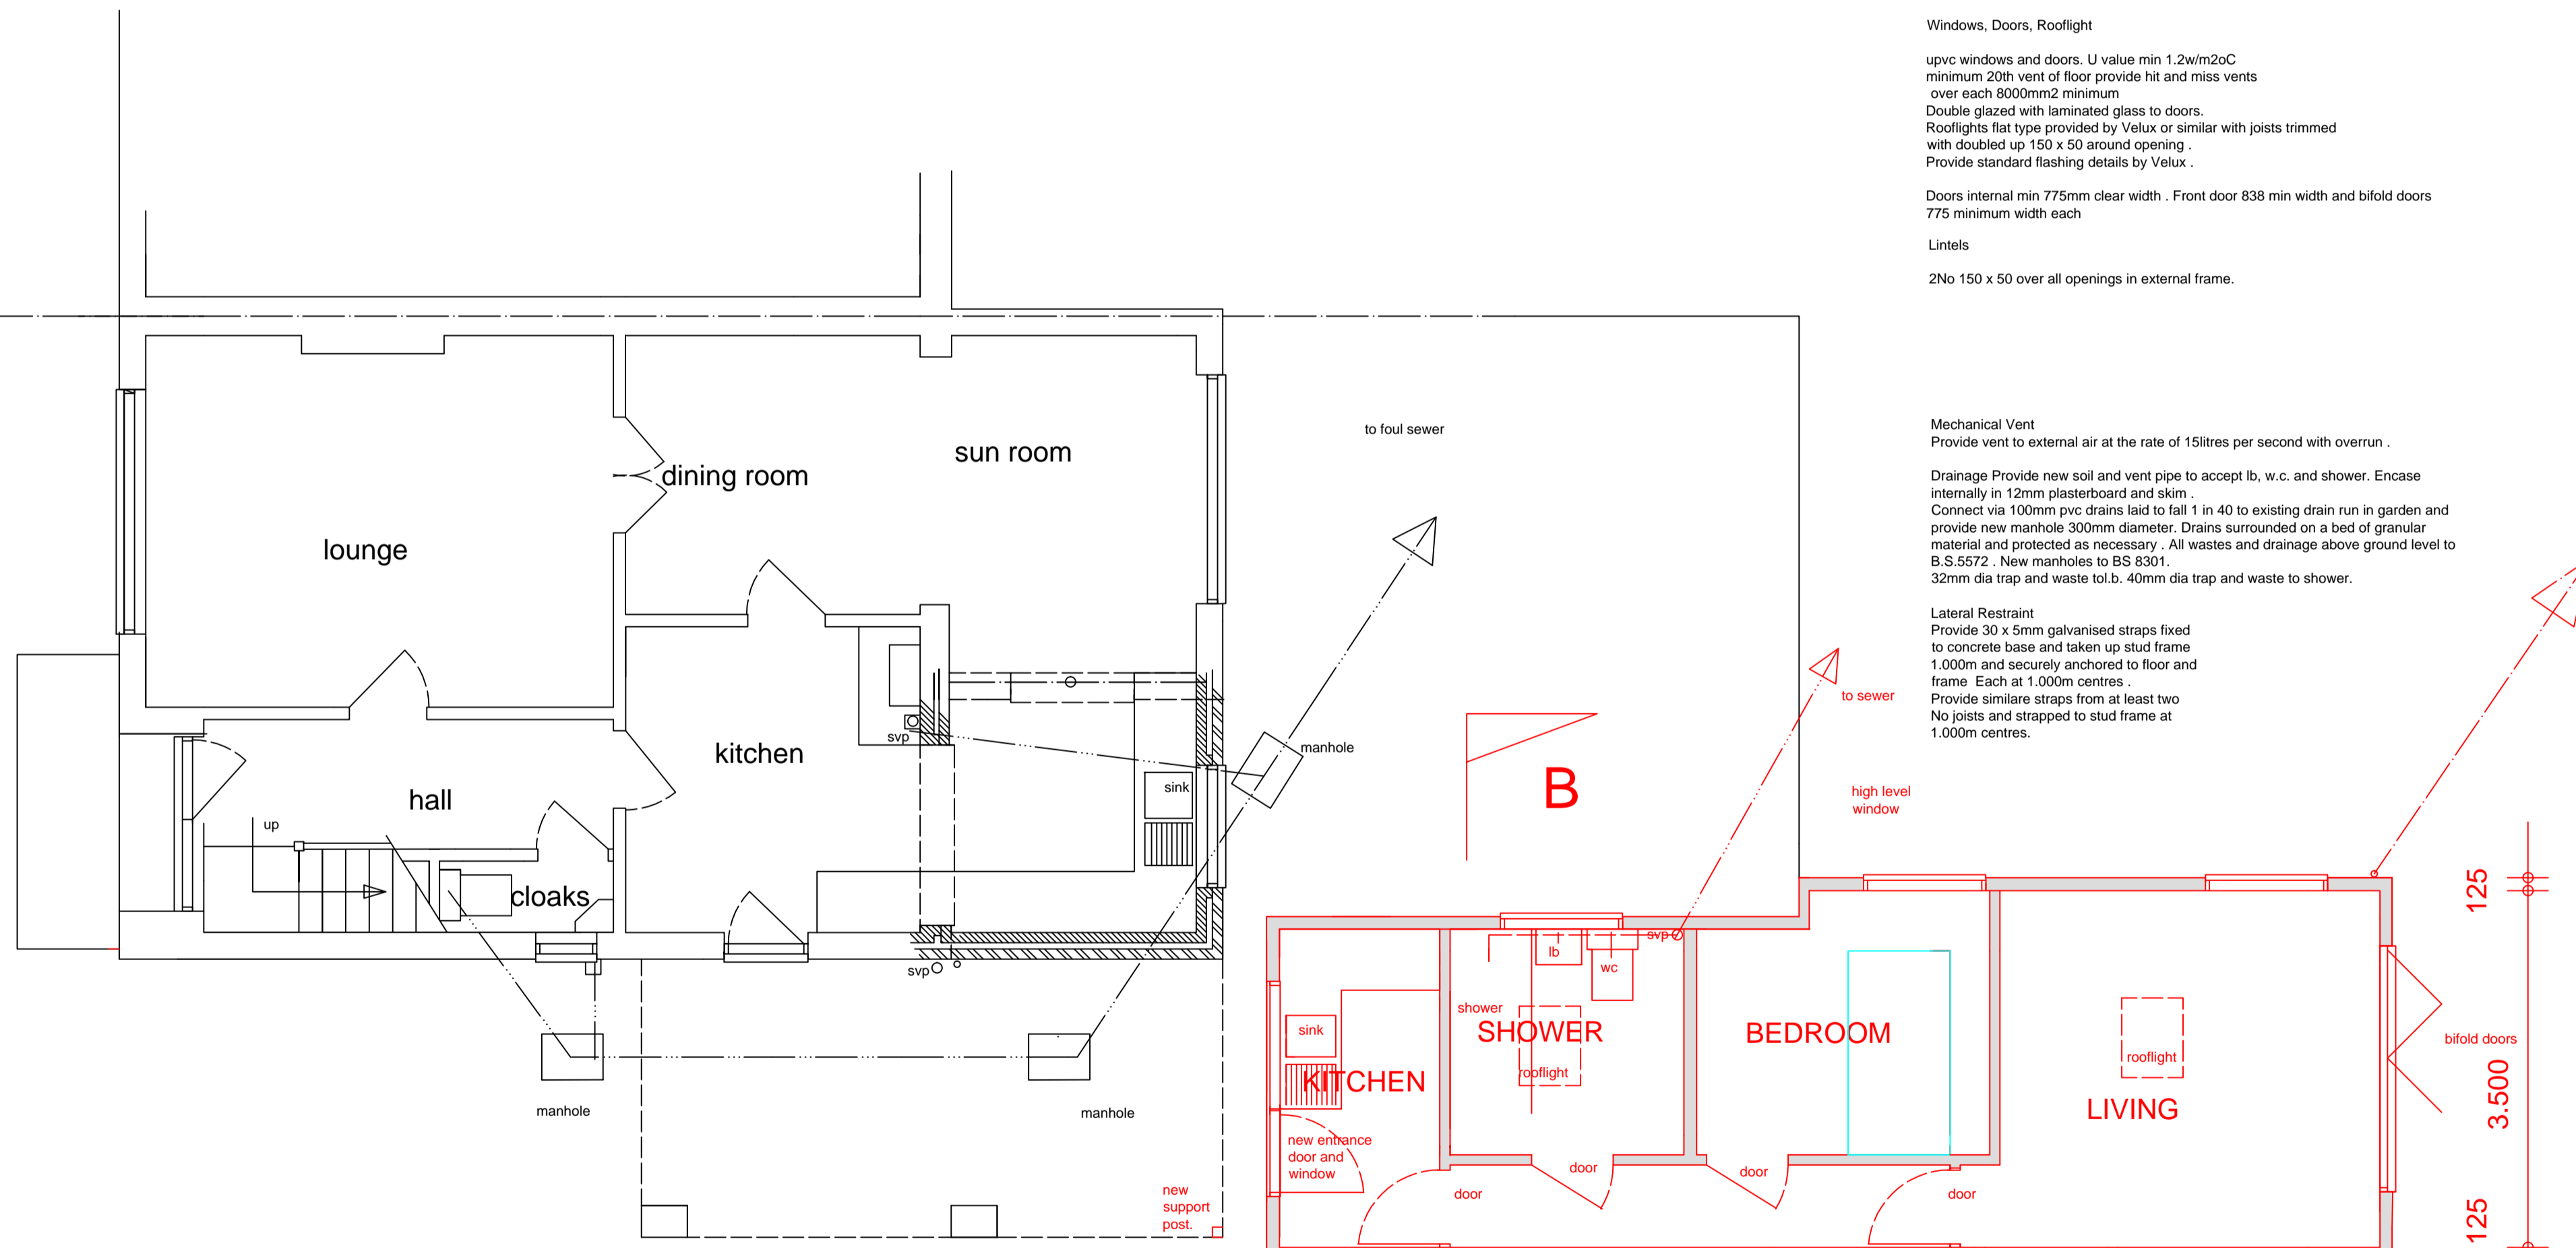 Windows, Doors, Rooflight
upvc windows and doors. U value min 1.2w/m2oC
minimum 20th vent of floor provide hit and miss vents
over each 8000mm2 minimum
Double glazed with laminated glass to doors.
Rooflights flat type provided by Velux or similar with joists trimmed
with doubled up 150 x 50 around opening .
Provide standard flashing details by Velux .
Doors internal min 775mm clear width . Front door 838 min width and bifold doors
775 minimum width each
Lintels
2No 150 x 50 over all openings in external frame.
Mechanical Vent
Provide vent to external air at the rate of 15litres per second with overrun .
Drainage Provide new soil and vent pipe to accept lb, w.c. and shower. Encase
internally in 12mm plasterboard and skim .
Connect via 100mm pvc drains laid to fall 1 in 40 to existing drain run in garden and
provide new manhole 300mm diameter. Drains surrounded on a bed of granular
material and protected as necessary . All wastes and drainage above ground level to
B.S.5572 . New manholes to BS 8301.
32mm dia trap and waste tol.b. 40mm dia trap and waste to shower.
Lateral Restraint
Provide 30 x 5mm galvanised straps fixed
to concrete base and taken up stud frame
1.000m and securely anchored to floor and
frame Each at 1.000m centres .
Provide similare straps from at least two
No joists and strapped to stud frame at
1.000m centres.
to foul sewer
sun room
dining room
lounge
to sewer
svp
kitchen
manhole
sink
B
high level
window
hall
up
cloaks
svp
manhole
manhole
new
support
post.
svp
lb
wc
shower
SHOWER
rooflight
sink
KITCHEN
new entrance
door and
window
BEDROOM
rooflight
LIVING
bifold doors
door
door
door
door
125
3.500
125